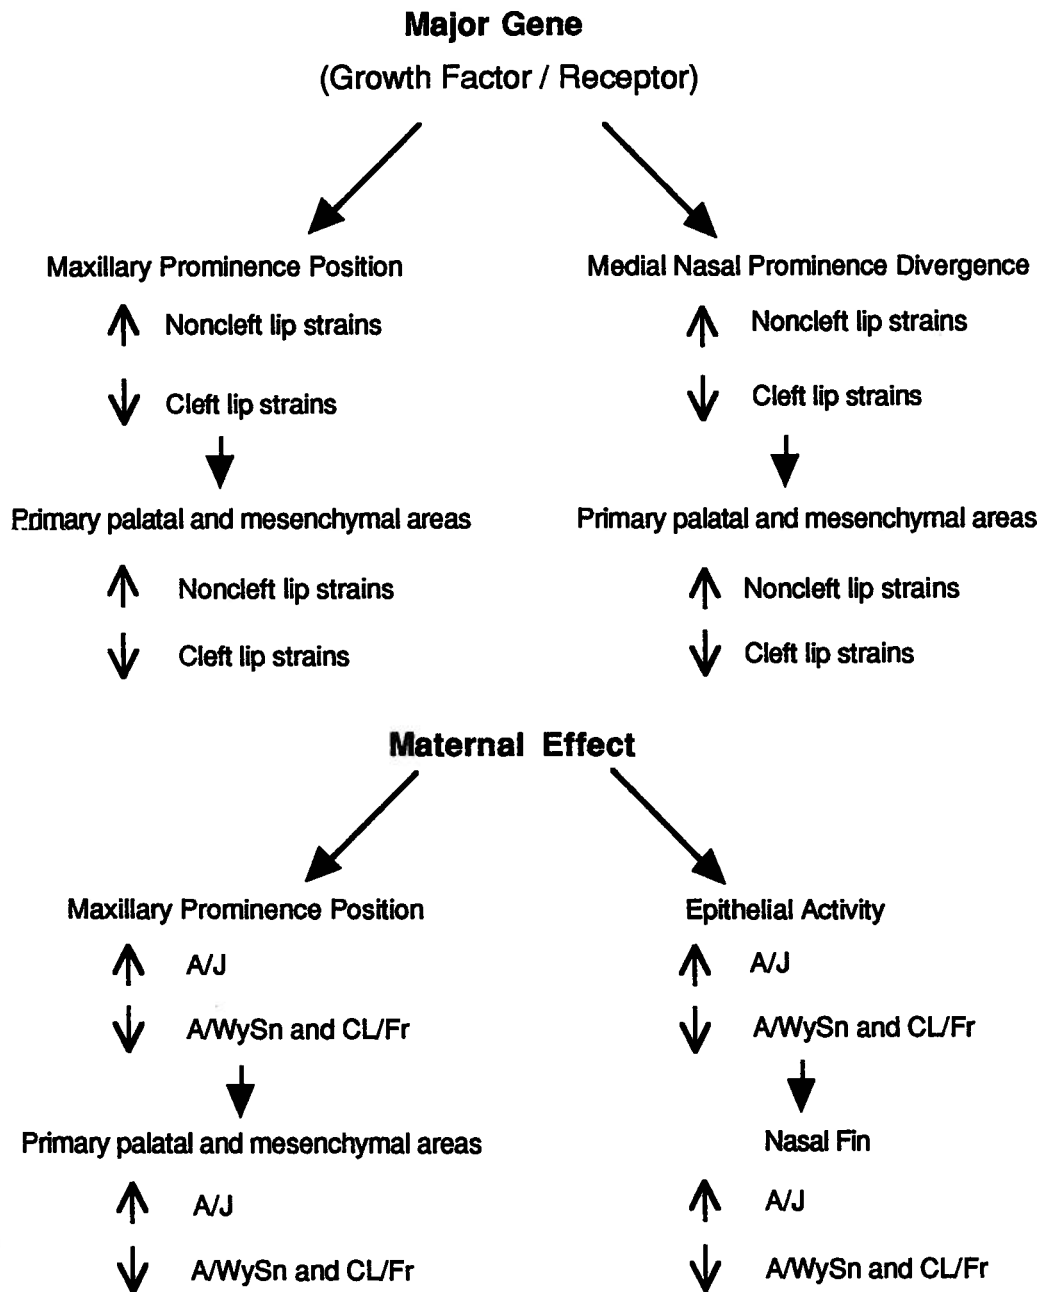 Major Gene
(Growth Factor / Receptor)
Maxillary Prominence Position
Noncleft lip strains
Cleft lip strains
Primary palatal and mesenchymal areas
Noncleft lip strains
Cleft lip strains
Medial Nasal Prominence Divergence
Noncleft lip strains
Cleft lip strains
Primary palatal and mesenchymal areas
Noncleft lip strains
Cleft lip strains
Maternal Effect
Maxillary Prominence Position
A/J
A/WySn and CL/Fr
Primary palatal and mesenchymal areas
A/J
A/WySn and CL/Fr
Epithelial Activity
A/J
A/WySn and CL/Fr
Nasal Fin
A/J
A/WySn and CL/Fr